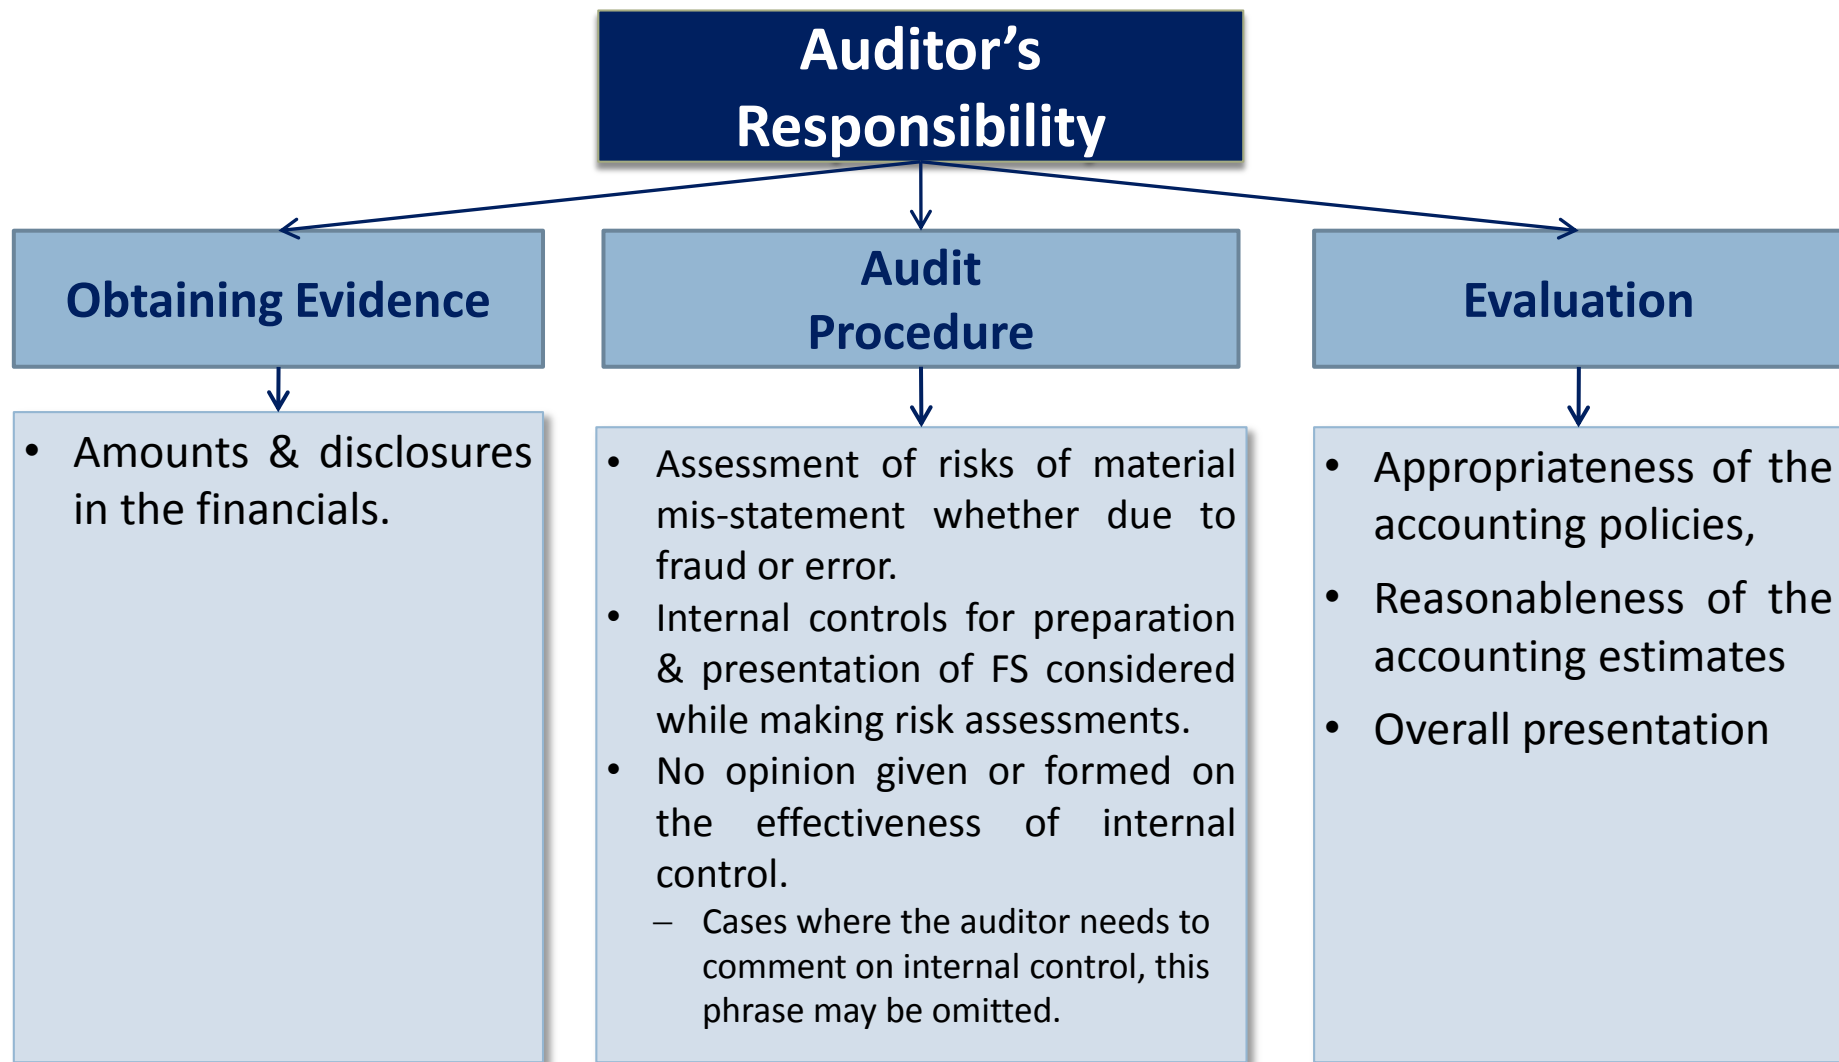 Auditor’s
Responsibility
Obtaining Evidence
Audit
Procedure
Evaluation
• Amounts & disclosures
in the financials.
• Assessment of risks of material
mis-statement whether due to
fraud or error.
• Internal controls for preparation
& presentation of FS considered
while making risk assessments.
• No opinion given or formed on
the effectiveness of internal
control.
– Cases where the auditor needs to
comment on internal control, this
phrase may be omitted.
• Appropriateness of the
accounting policies,
• Reasonableness of the
accounting estimates
• Overall presentation